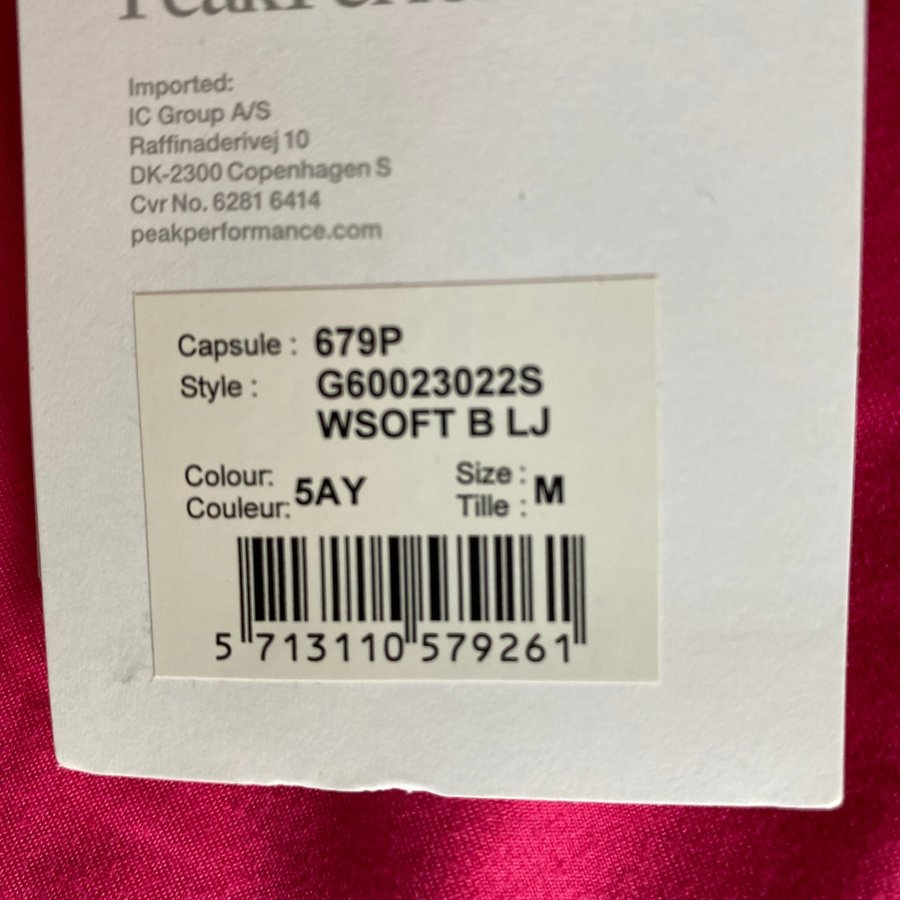 Imported:
IC Group A/S
Raffinaderivej 10
DK-2300 Copenhagen S
Cvr No. 6281 6414
peakperformance.com
Capsule : 679P
Style : G60023022S
WSOFT B LJ
Colour: Couleur: 5AY
Size : Tille : M
5 713110 579261